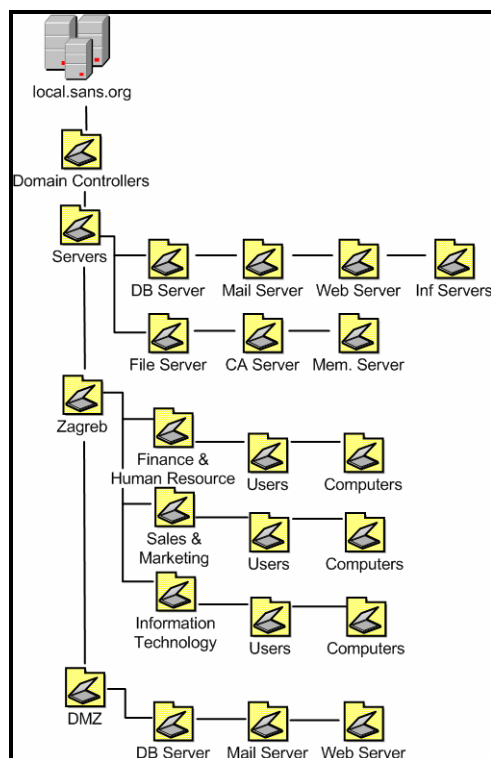 local.sans.org
Domain Controllers
Servers
DB Server Mail Server Web Server Inf Servers
File Server CA Server Mem. Server
Zagreb
Finance &
Human Resource Users Computers
Sales &
Marketing Users Computers
Information
Technology Users Computers
DMZ
DB Server Mail Server Web Server